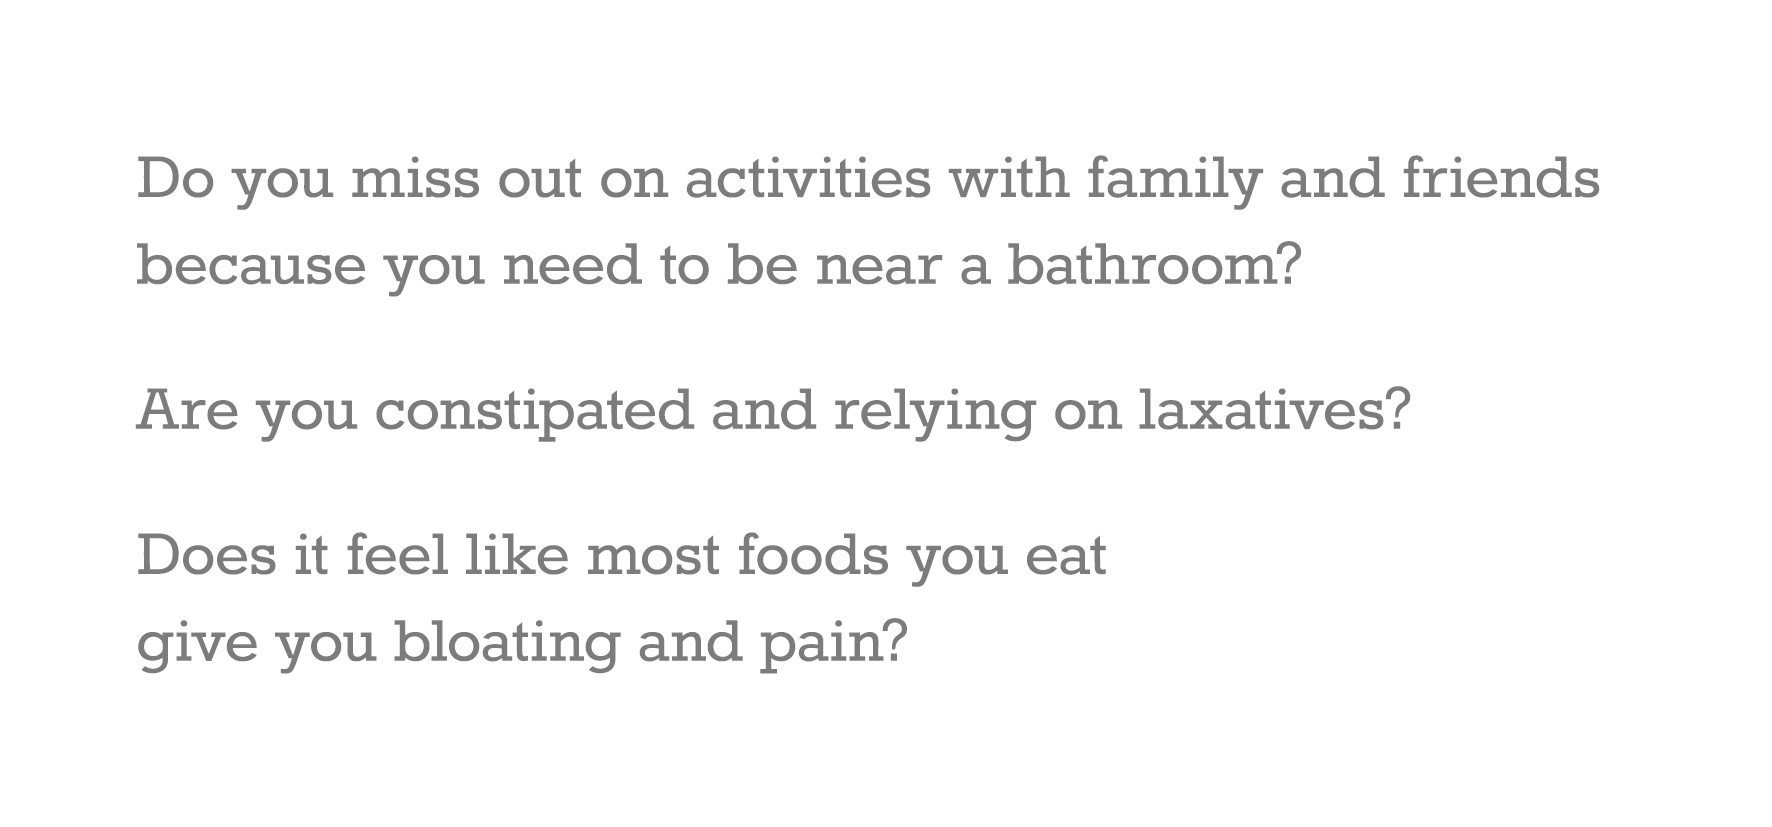 Do you miss out on activities with family and friends
because you need to be near a bathroom?
Are you constipated and relying on laxatives?
Does it feel like most foods you eat
give you bloating and pain?